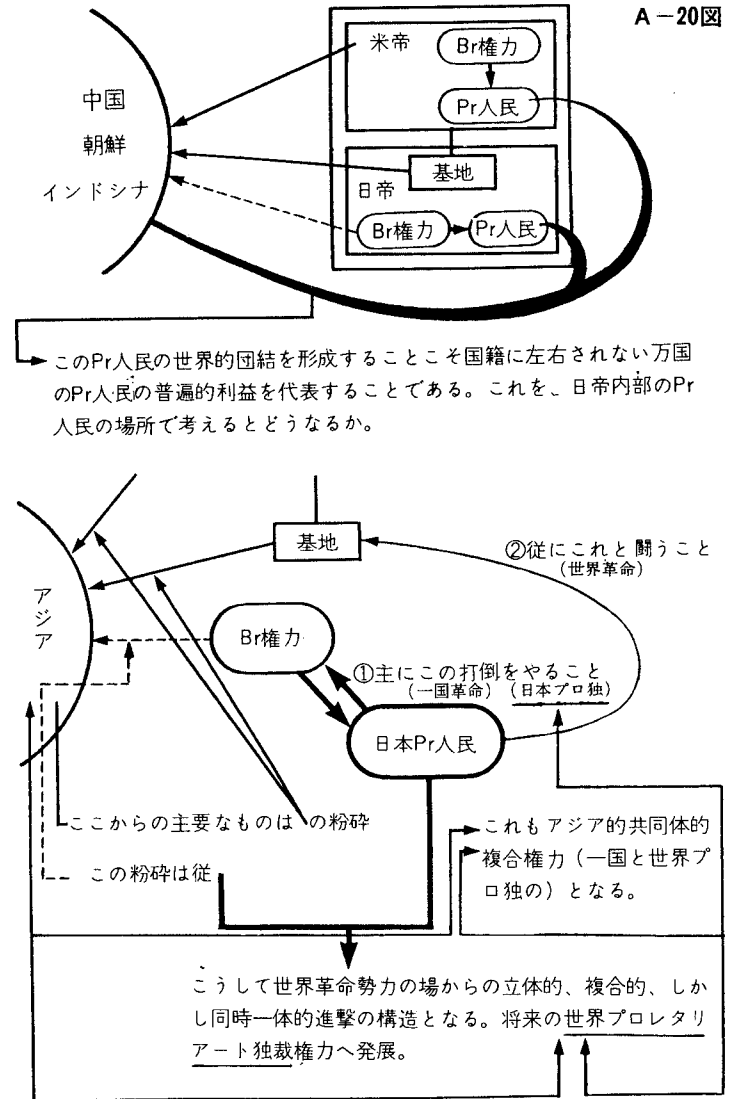 A－20図
米帝
Br権力
Pr人民
中国
朝鮮
インドシナ
基地
日帝
Br権力
Pr人民
このPr人民の世界的団結を形成することこそ国籍に左右されない万国
のPr人民の普遍的利益を代表することである。これを、日帝内部のPr
人民の場所で考えるとどうなるか。
基地
②従にこれと闘うこと
(世界革命)
アジア
Br権力
①主にこの打倒をやること
(一国革命) (日本プロ独)
日本Pr人民
ここからの主要なものは の粉砕
この粉砕は従
これもアジア的共同体的
複合権力（一国と世界プ
ロ独の）となる。
こうして世界革命勢力の場からの立体的、複合的、しか
し同時一体的進撃の構造となる。将来の世界プロレタリ
アート独裁権力へ発展。